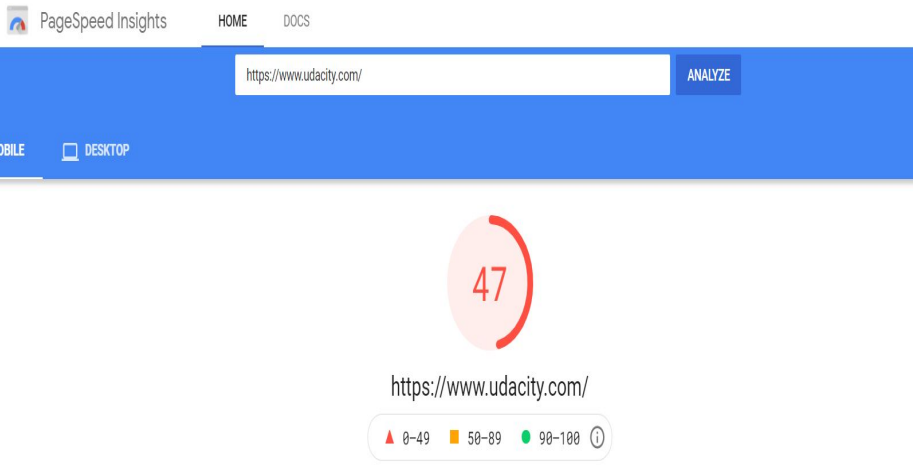 PageSpeed Insights HOME DOCS
https://www.udacity.com/ ANALYZE
OBILE DESKTOP
47
https://www.udacity.com/
0–49 50–89 90–100